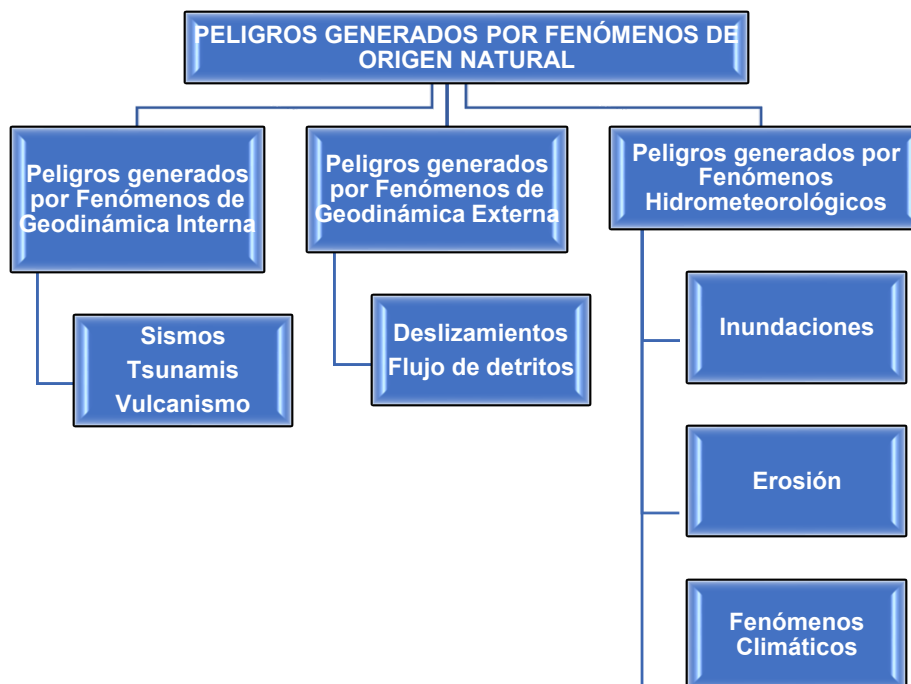 PELIGROS GENERADOS POR FENÓMENOS DE
ORIGEN NATURAL
Peligros generados
por Fenómenos de
Geodinámica Interna
Sismos
Tsunamis
Vulcanismo
Peligros generados
por Fenómenos de
Geodinámica Externa
Deslizamientos
Flujo de detritos
Peligros generados por
Fenómenos
Hidrometeorológicos
Inundaciones
Erosión
Fenómenos
Climáticos